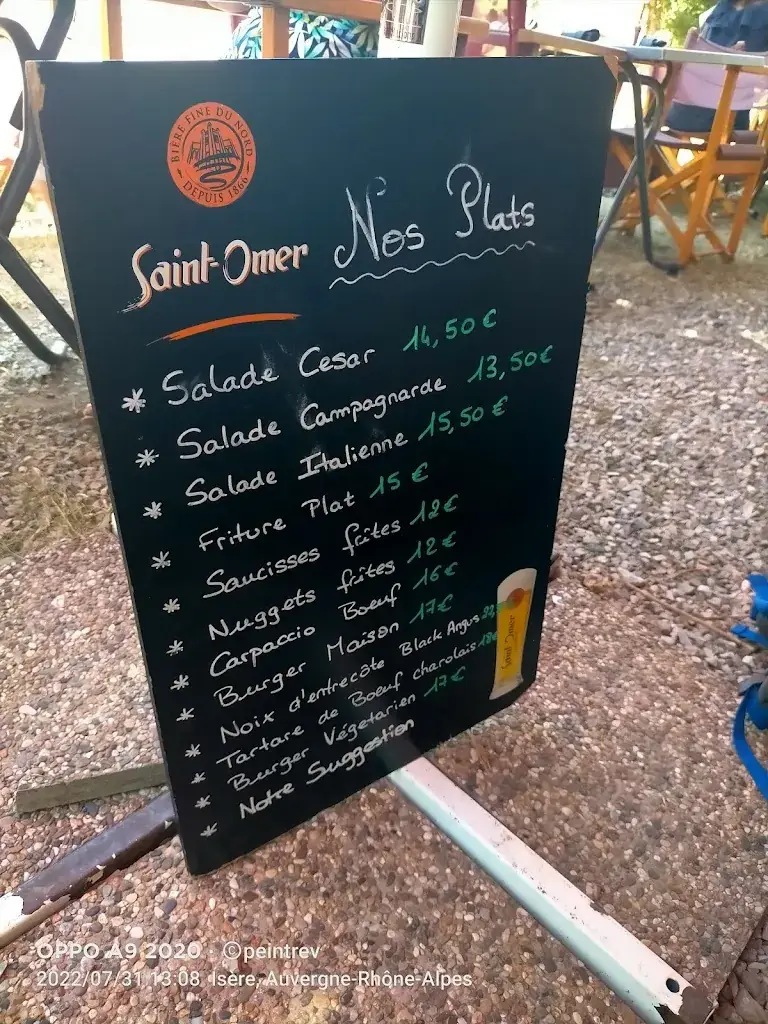 BIÈRE FINE DU NORD
DEPUIS 1866
Saint-Omer
Nos Plats
* Salade Cesar 14,50 €
* Salade Campagnarde 13,50 €
* Salade Italienne 15,50 €
* Friture Plat 15 €
* Saucisses frites 12 €
* Nuggets frites 12 €
* Carpaccio Boeuf 16 €
* Burger Maison 17 €
* Noix d'entrecôte Black Angus
* Tartare de Boeuf charolais 18€
* Burger Végetarien 17 €
* Notre Suggestion
Saint-Omer
OPPO A9 2020 · ©peintrev
2022/07/31 13:08 Isère, Auvergne-Rhône-Alpes